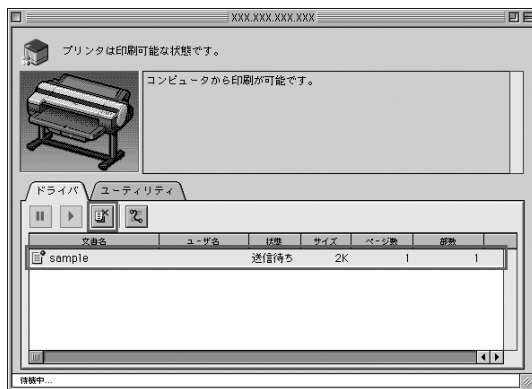 XXX.XXX.XXX.XXX
プリンタは印刷可能な状態です。
コンピュータから印刷が可能です。
ドライバ ユーティリティ
文書名 ユーザ名 状態 サイズ ページ数 部数
sample 送信待ち 2K 1 1
待機中...